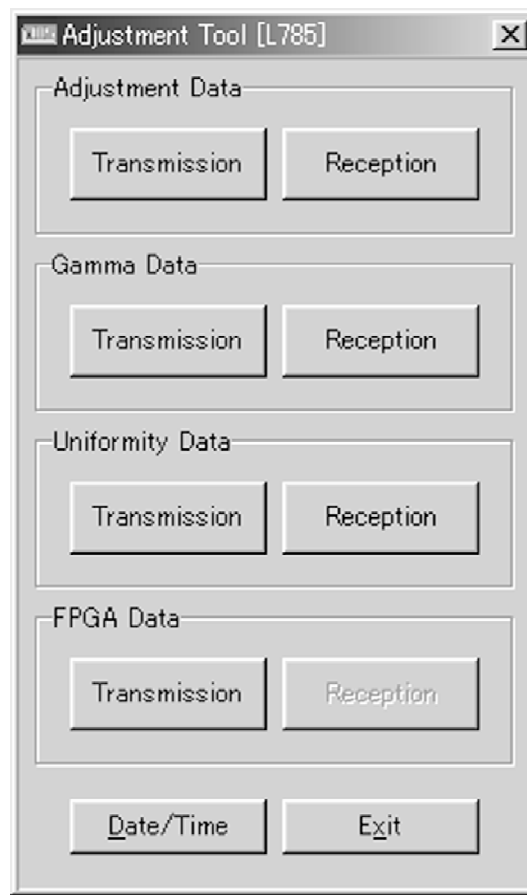 Adjustment Tool [L785]
Adjustment Data
Transmission Reception
Gamma Data
Transmission Reception
Uniformity Data
Transmission Reception
FPGA Data
Transmission Reception
Date/Time Exit